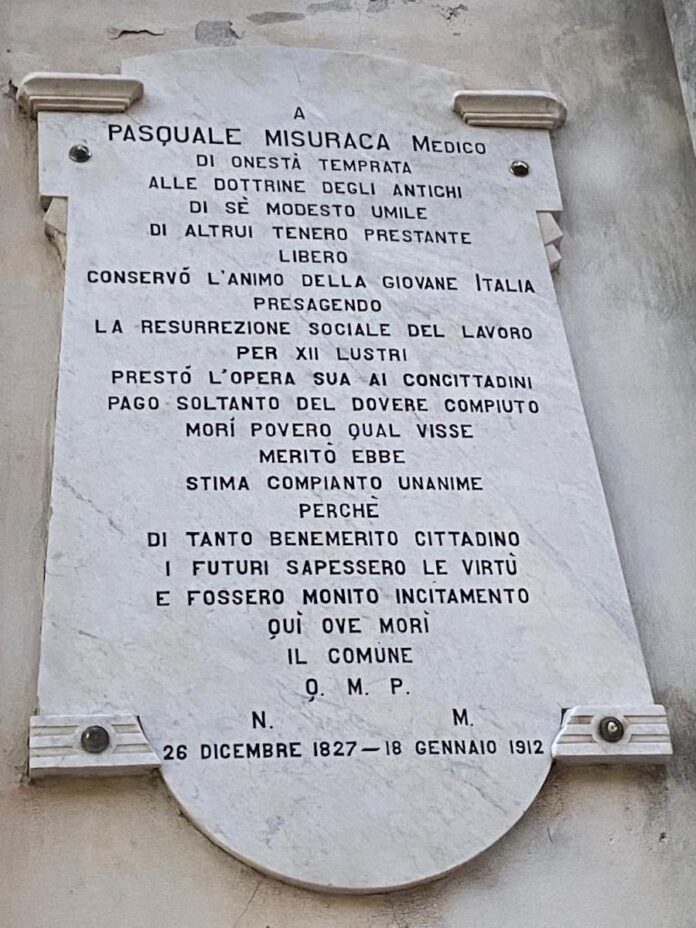 A
PASQUALE MISURACA MEDICO
DI ONESTÀ TEMPRATA
ALLE DOTTRINE DEGLI ANTICHI
DI SÈ MODESTO UMILE
DI ALTRUI TENERO PRESTANTE
LIBERO
CONSERVÓ L'ANIMO DELLA GIOVANE ITALIA
PRESAGENDO
LA RESURREZIONE SOCIALE DEL LAVORO
PER XII LUSTRI
PRESTÓ L'OPERA SUA AI CONCITTADINI
PAGO SOLTANTO DEL DOVERE COMPIUTO
MORÍ POVERO QUAL VISSE
MERITÒ EBBE
STIMA COMPIANTO UNANIME
PERCHÈ
DI TANTO BENEMERITO CITTADINO
I FUTURI SAPESSERO LE VIRTÙ
E FOSSERO MONITO INCITAMENTO
QUÌ OVE MORÌ
IL COMUNE
Q. M. P.
N. M.
26 DICEMBRE 1827 — 18 GENNAIO 1912